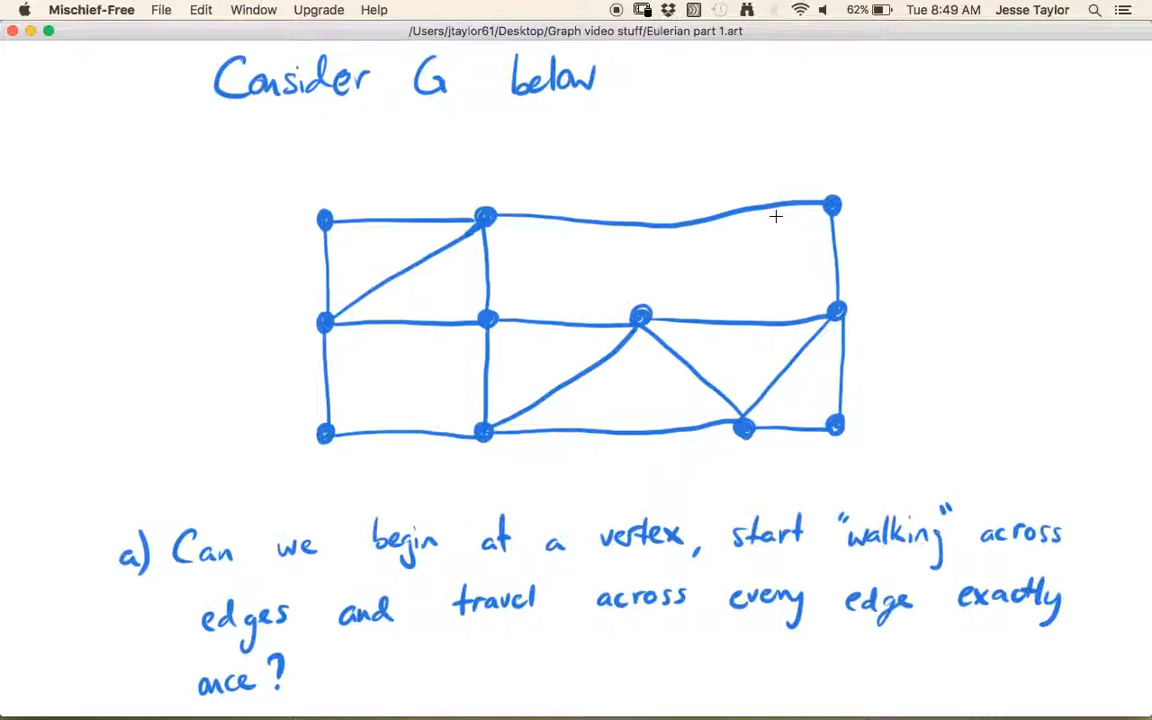 Mischief-Free File Edit Window Upgrade Help 62% Tue 8:49 AM Jesse Taylor
/Users/jtaylor61/Desktop/Graph video stuff/Eulerian part 1.art
Consider G below
a) Can we begin at a vertex, start "walking" across
edges and travel across every edge exactly
once?